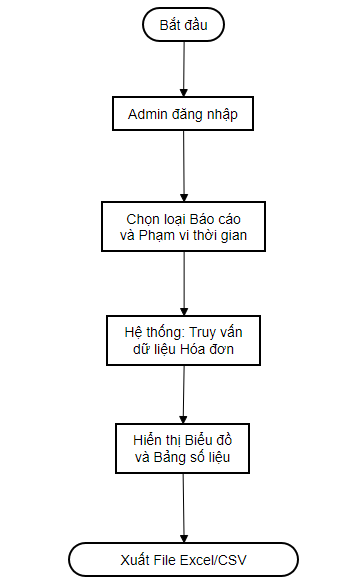 Bắt đầu
Admin đăng nhập
Chọn loại Báo cáo
và Phạm vi thời gian
Hệ thống: Truy vấn
dữ liệu Hóa đơn
Hiển thị Biểu đồ
và Bảng số liệu
Xuất File Excel/CSV